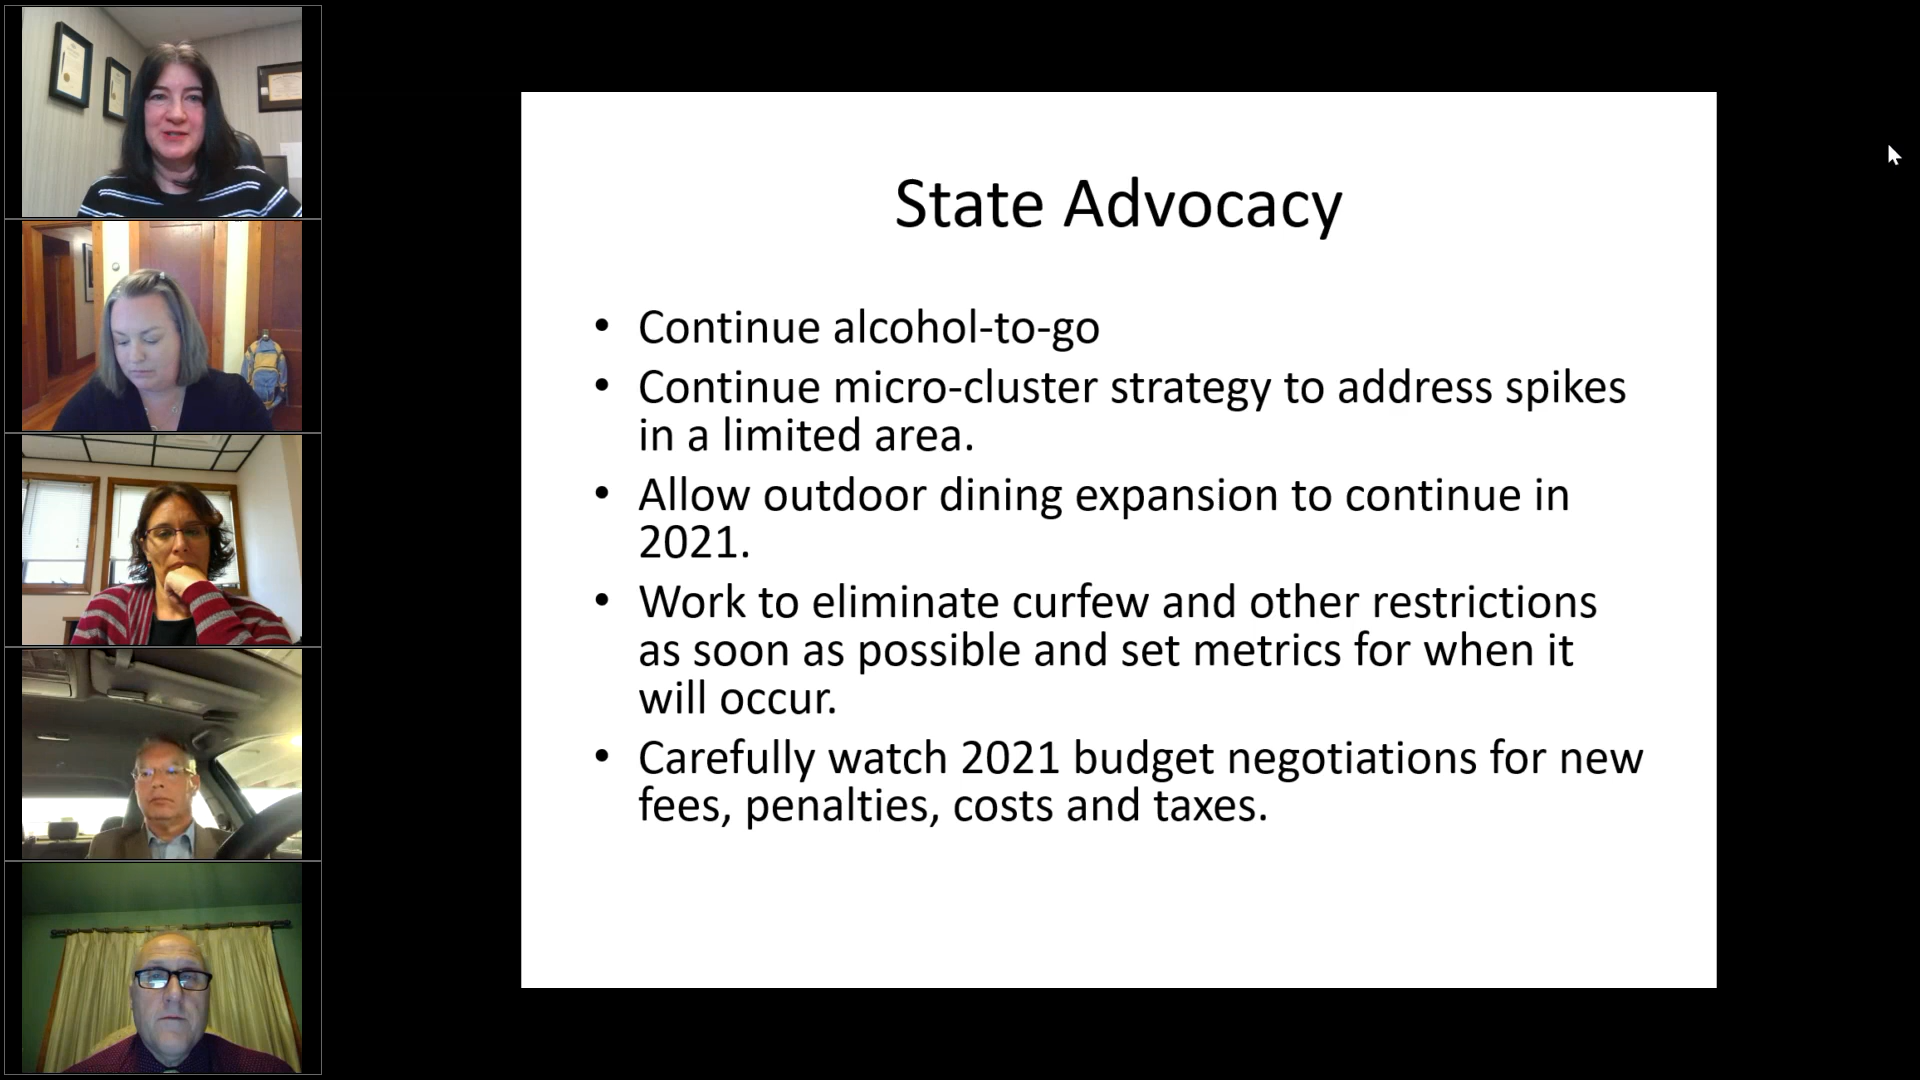 State Advocacy
• Continue alcohol-to-go
• Continue micro-cluster strategy to address spikes
in a limited area.
• Allow outdoor dining expansion to continue in
2021.
• Work to eliminate curfew and other restrictions
as soon as possible and set metrics for when it
will occur.
• Carefully watch 2021 budget negotiations for new
fees, penalties, costs and taxes.